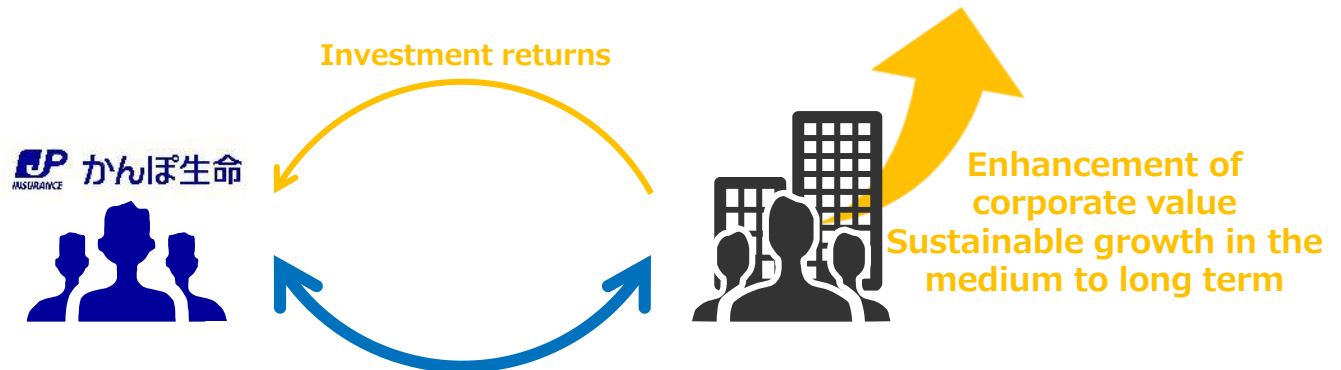 Investment returns
JP かんぽ生命
INSURANCE
Enhancement of
corporate value
Sustainable growth in the
medium to long term